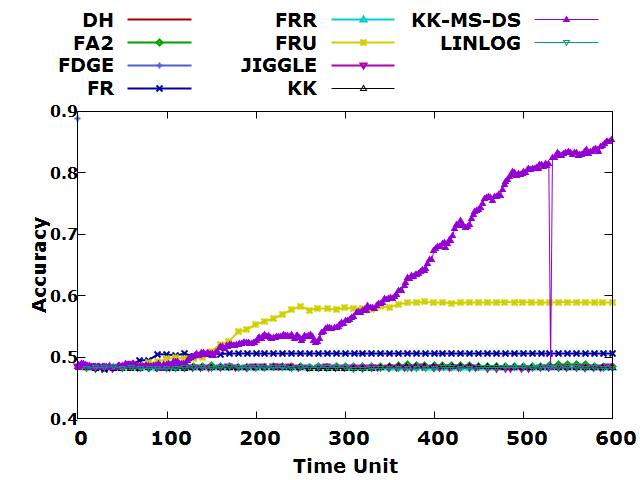 DH FRR KK-MS-DS
FA2 FRU LINLOG
FDGE JIGGLE
FR KK
0.9
0.8
0.7
0.6
0.5
0.4
Accuracy
0 100 200 300 400 500 600
Time Unit